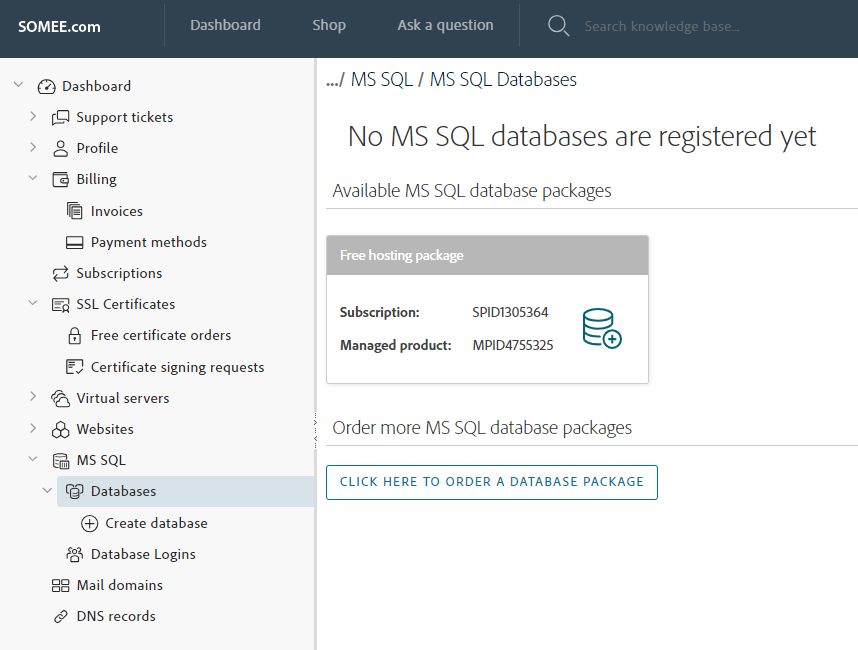 SOMEE.com
Dashboard
Shop
Ask a question
Search knowledge base...
Dashboard
Support tickets
Profile
Billing
Invoices
Payment methods
Subscriptions
SSL Certificates
Free certificate orders
Certificate signing requests
Virtual servers
Websites
MS SQL
Databases
Create database
Database Logins
Mail domains
DNS records
.../ MS SQL / MS SQL Databases
No MS SQL databases are registered yet
Available MS SQL database packages
Free hosting package
Subscription: SPID1305364
Managed product: MPID4755325
Order more MS SQL database packages
CLICK HERE TO ORDER A DATABASE PACKAGE